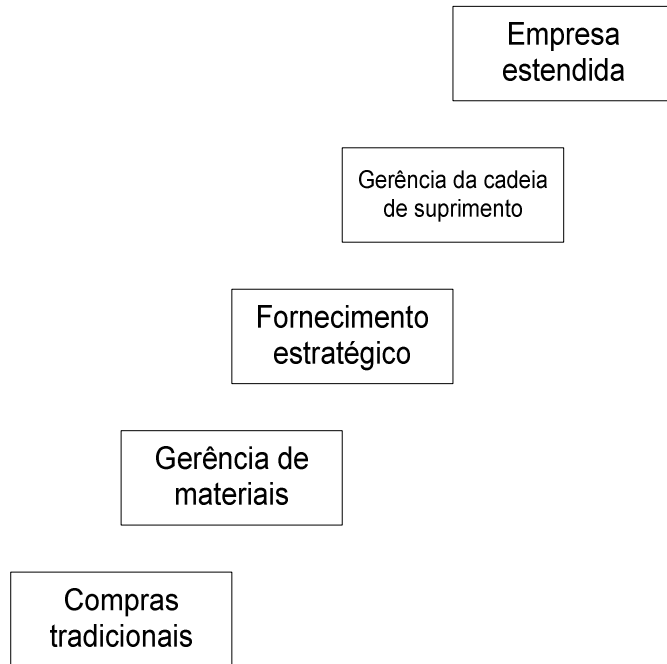 Empresa
estendida
Gerência da cadeia
de suprimento
Fornecimento
estratégico
Gerência de
materiais
Compras
tradicionais